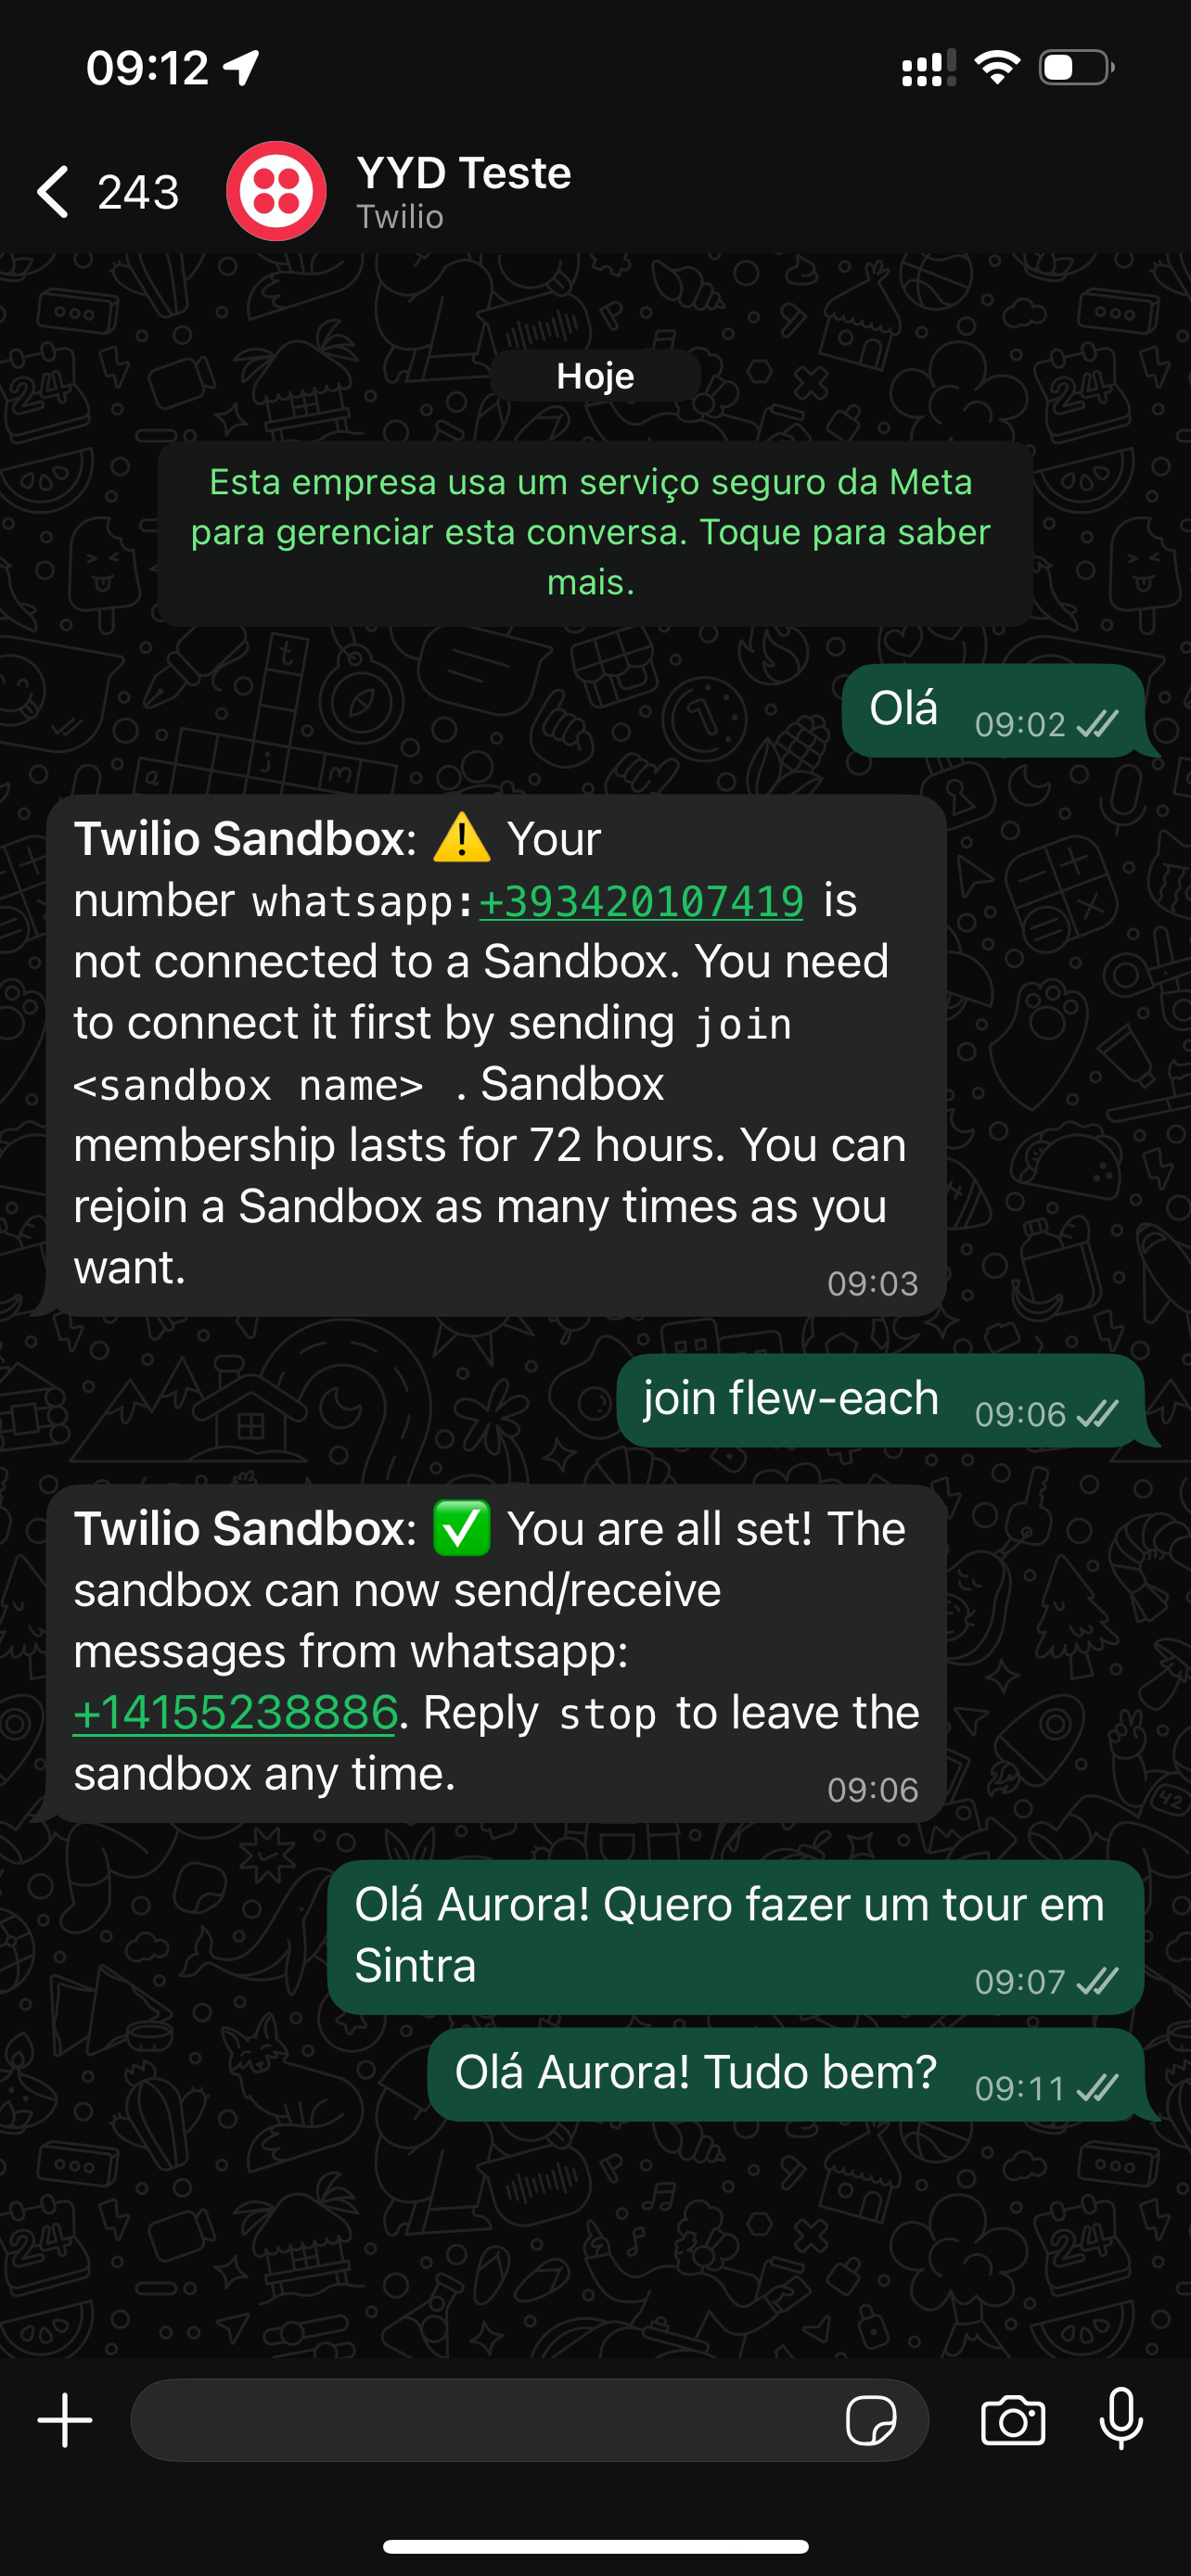 09:12
243
YYD Teste
Twilio
Hoje
Esta empresa usa um serviço seguro da Meta
para gerenciar esta conversa. Toque para saber
mais.
Olá 09:02
Twilio Sandbox: ⚠️ Your
number whatsapp:+393420107419 is
not connected to a Sandbox. You need
to connect it first by sending join
<sandbox name> . Sandbox
membership lasts for 72 hours. You can
rejoin a Sandbox as many times as you
want.
09:03
join flew-each 09:06
Twilio Sandbox: ✅ You are all set! The
sandbox can now send/receive
messages from whatsapp:
+14155238886. Reply stop to leave the
sandbox any time.
09:06
Olá Aurora! Quero fazer um tour em
Sintra
09:07
Olá Aurora! Tudo bem? 09:11